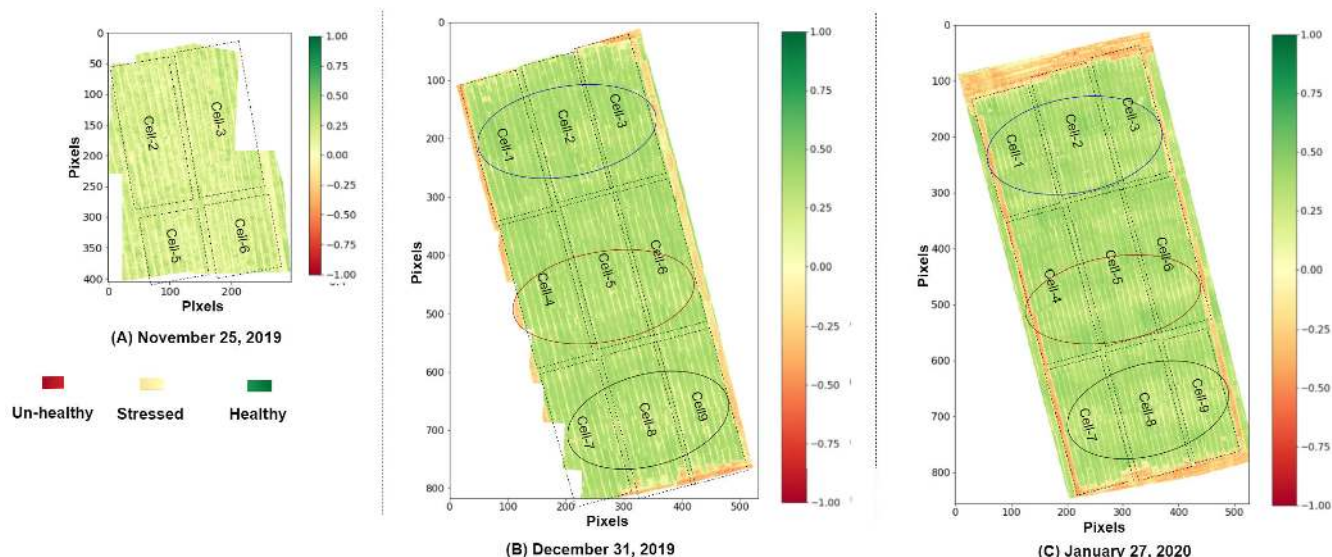 0
50
100
150
200
250
300
350
400
0
100
200
Pixels
PIxels
Cell-2
Cell-3
Cell-5
Cell-6
1.00
0.75
0.50
0.25
0.00
−0.25
−0.50
−0.75
−1.00
(A) November 25, 2019
Un-healthy
Stressed
Healthy
0
100
200
300
400
500
600
700
800
0
100
200
300
400
500
Pixels
Pixels
Cell-1
Cell-2
Cell-3
Cell-4
Cell-5
Cell-6
Cell-7
Cell-8
Cell9
1.00
0.75
0.50
0.25
0.00
−0.25
−0.50
−0.75
−1.00
(B) December 31, 2019
0
100
200
300
400
500
600
700
800
0
100
200
300
400
500
Pixels
Pixels
Cell-1
Cell-2
Cell-3
Cell-4
Cell-5
Cell-6
Cell-7
Cell-8
Cell-9
1.00
0.75
0.50
0.25
0.00
−0.25
−0.50
−0.75
−1.00
(C) January 27, 2020